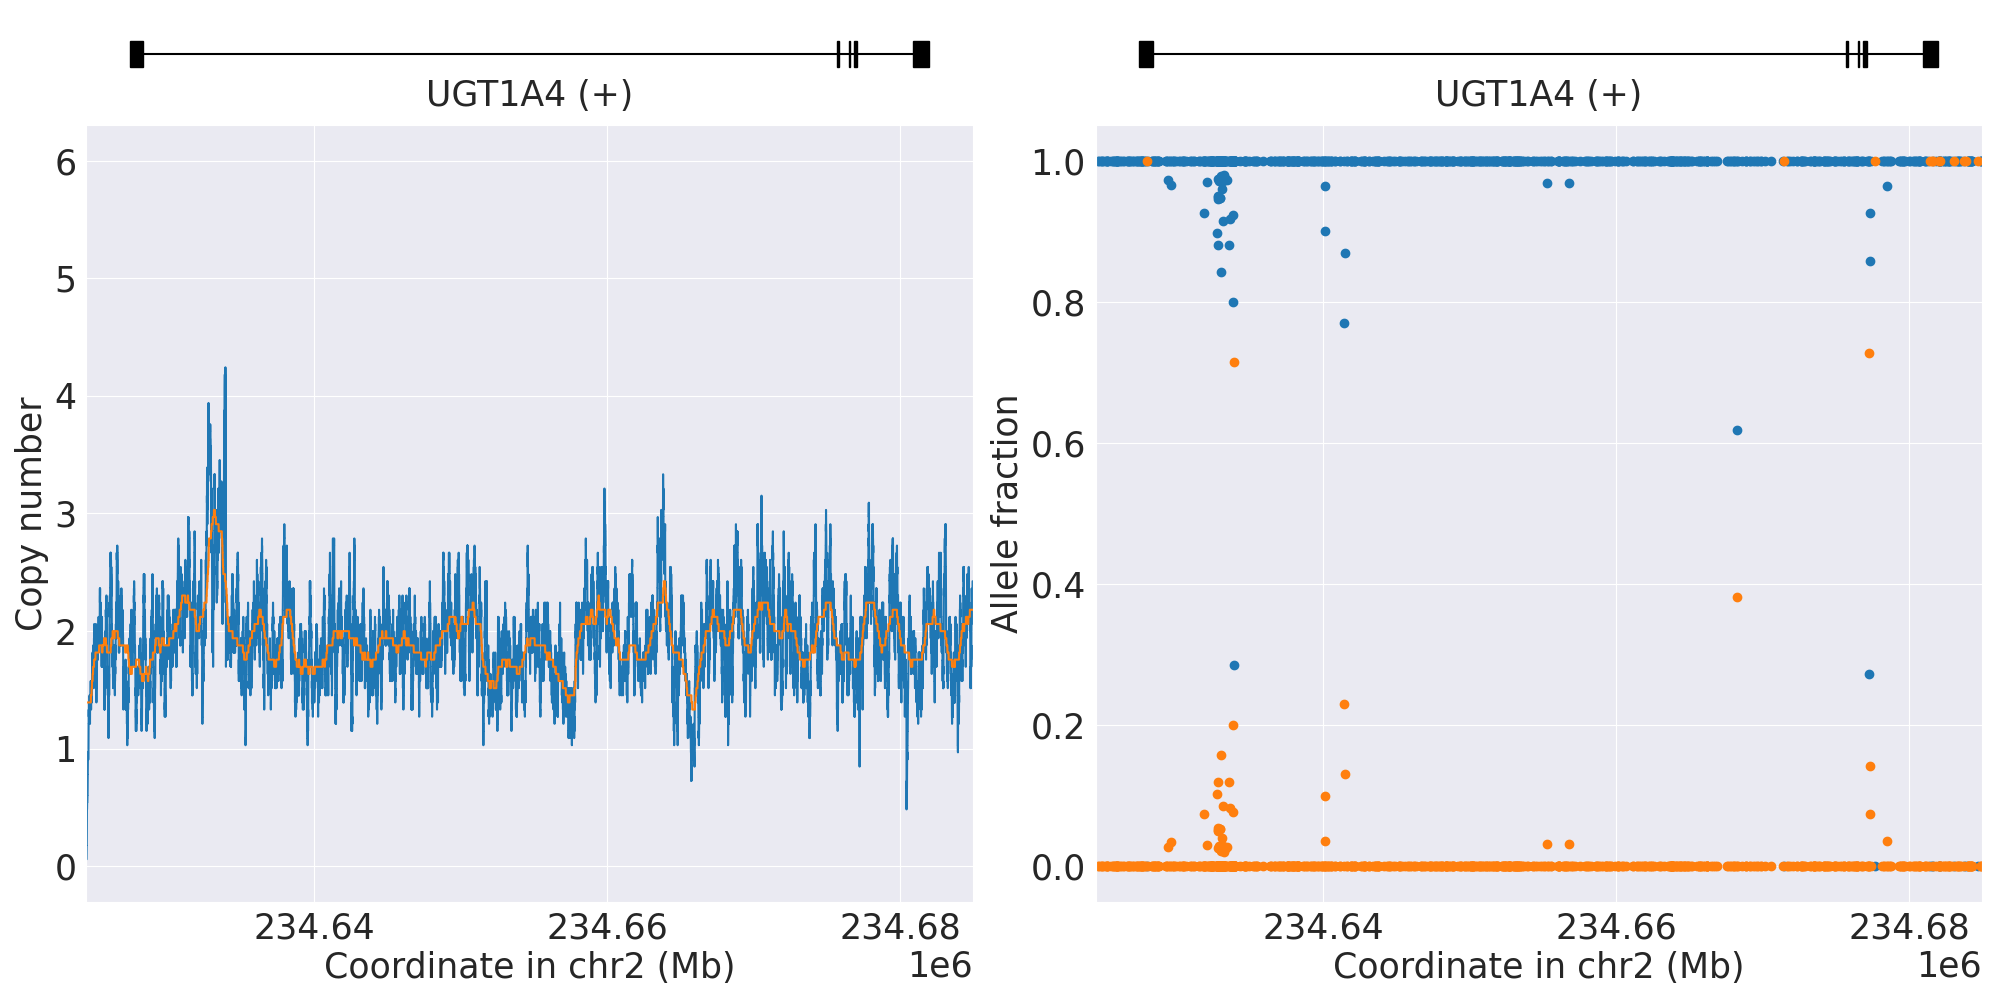 UGT1A4 (+)
6
5
4
3
2
1
0
Copy number
234.64
234.66
234.68
1e6
Coordinate in chr2 (Mb)
UGT1A4 (+)
1.0
0.8
0.6
0.4
0.2
0.0
Allele fraction
234.64
234.66
234.68
1e6
Coordinate in chr2 (Mb)